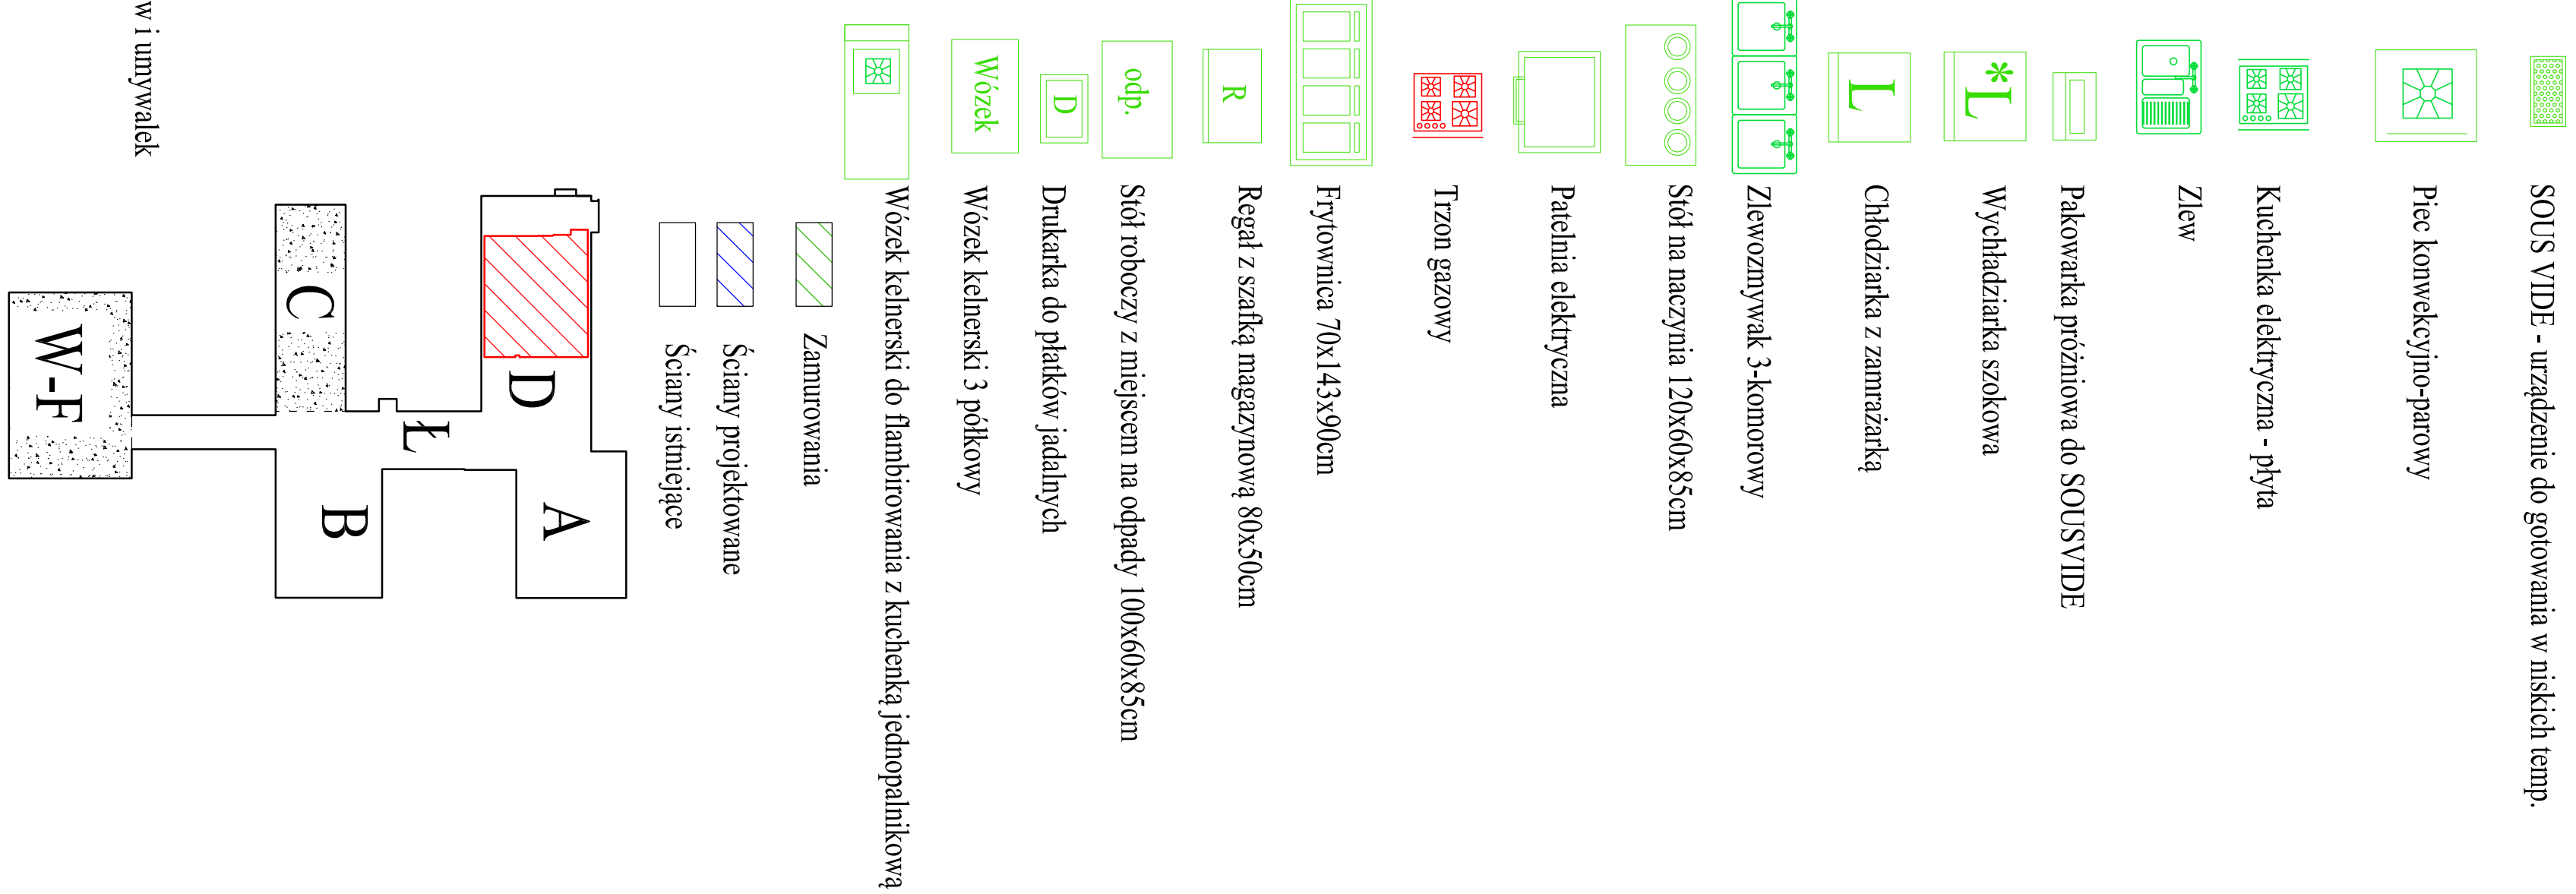 SOUS VIDE - urządzenie do gotowania w niskich temp.
Piec konwekcyjno-parowy
Kuchenka elektryczna - płyta
Zlew
Pakowarka próżniowa do SOUSVIDE
*L Wychładziarka szokowa
L Chłodziarka z zamrażarką
Zlewozmywak 3-komorowy
Stół na naczynia 120x60x85cm
Patelnia elektryczna
Trzon gazowy
Frytownica 70x143x90cm
R Regał z szafką magazynową 80x50cm
odp. Stół roboczy z miejscem na odpady 100x60x85cm
D Drukarka do płatków jadalnych
Wózek Wózek kelnerski 3 półkowy
Wózek kelnerski do flambirowania z kuchenką jednopalnikową
Zamurowania
Ściany projektowane
Ściany istniejące
D
A
Ł
C
B
W-F
w i umywalek